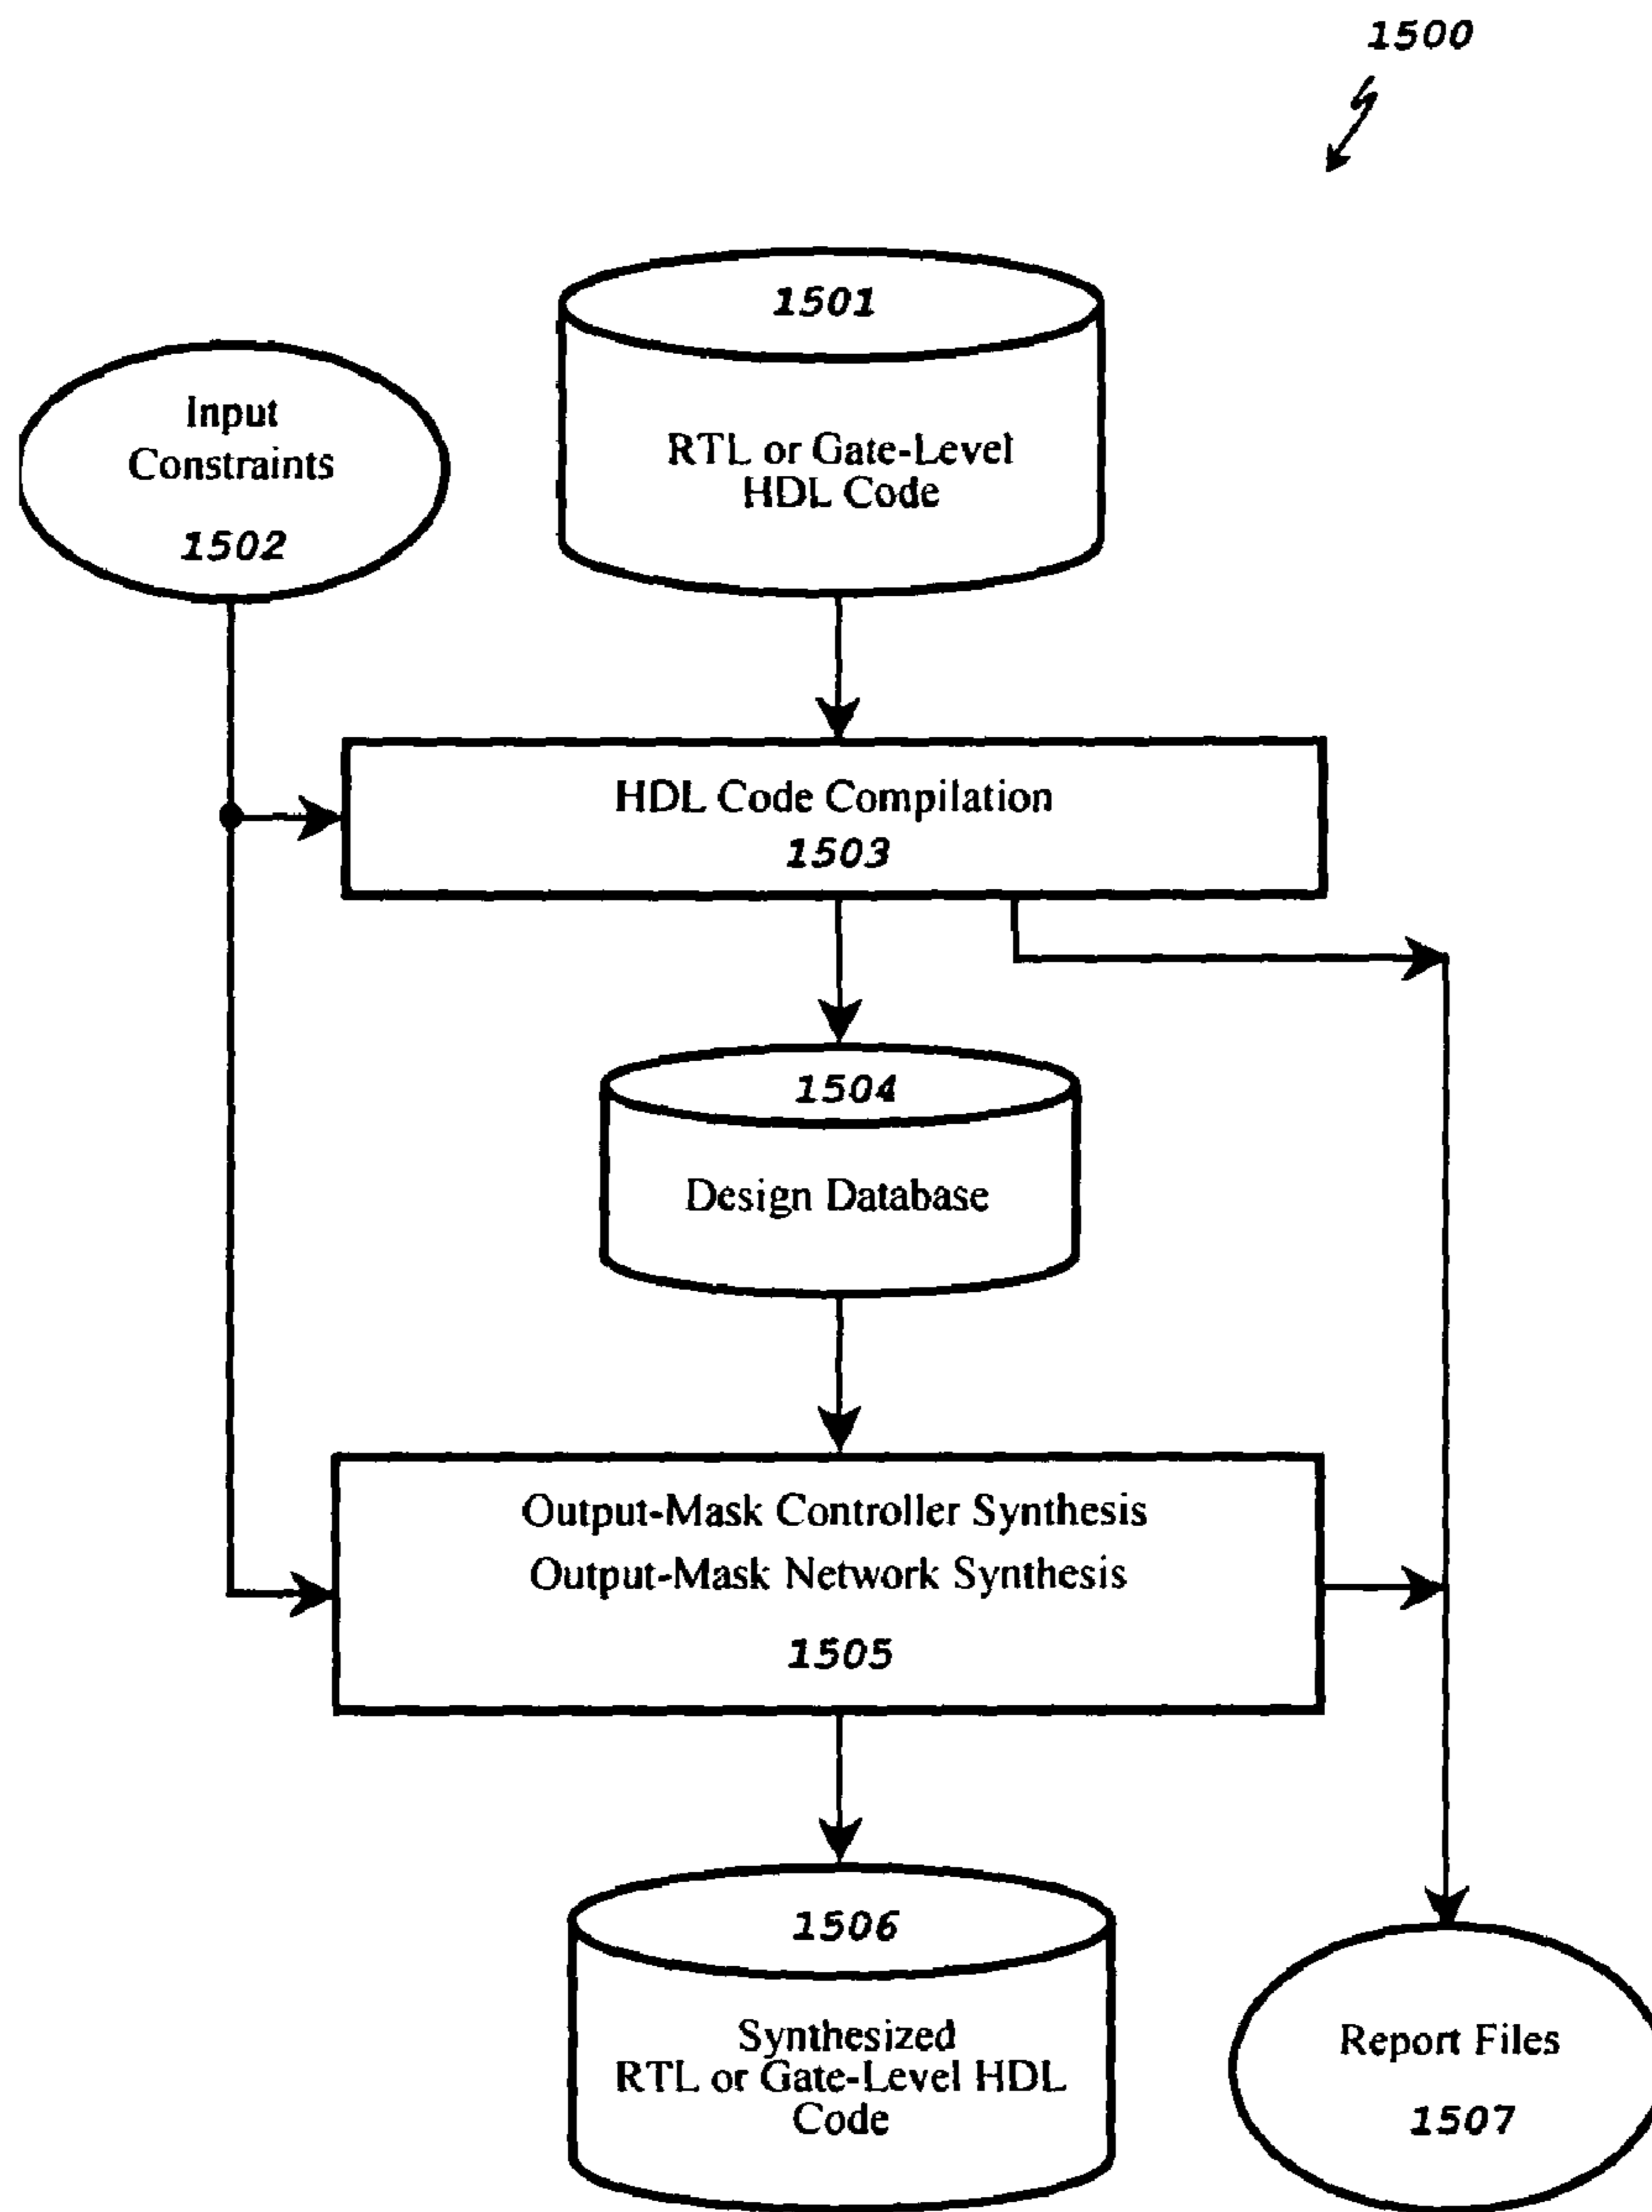 1500
1501
RTL or Gate-Level
HDL Code
Input
Constraints
1502
HDL Code Compilation
1503
1504
Design Database
Output-Mask Controller Synthesis
Output-Mask Network Synthesis
1505
1506
Synthesized
RTL or Gate-Level HDL
Code
Report Files
1507